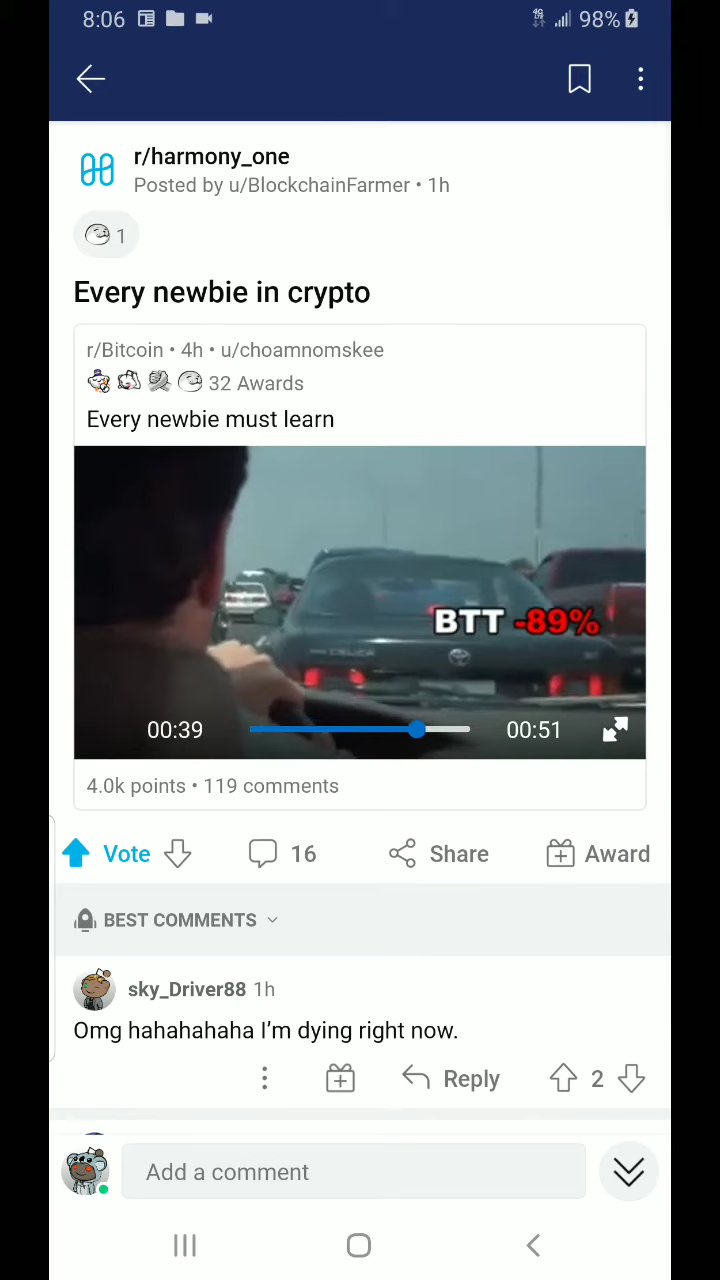 8:06
98%
r/harmony_one
Posted by u/BlockchainFarmer • 1h
1
Every newbie in crypto
r/Bitcoin • 4h • u/choamnomskee
32 Awards
Every newbie must learn
BTT -89%
CELICA
00:39
00:51
4.0k points • 119 comments
Vote
16
Share
Award
BEST COMMENTS
sky_Driver88 1h
Omg hahahahaha I'm dying right now.
Reply
2
Add a comment